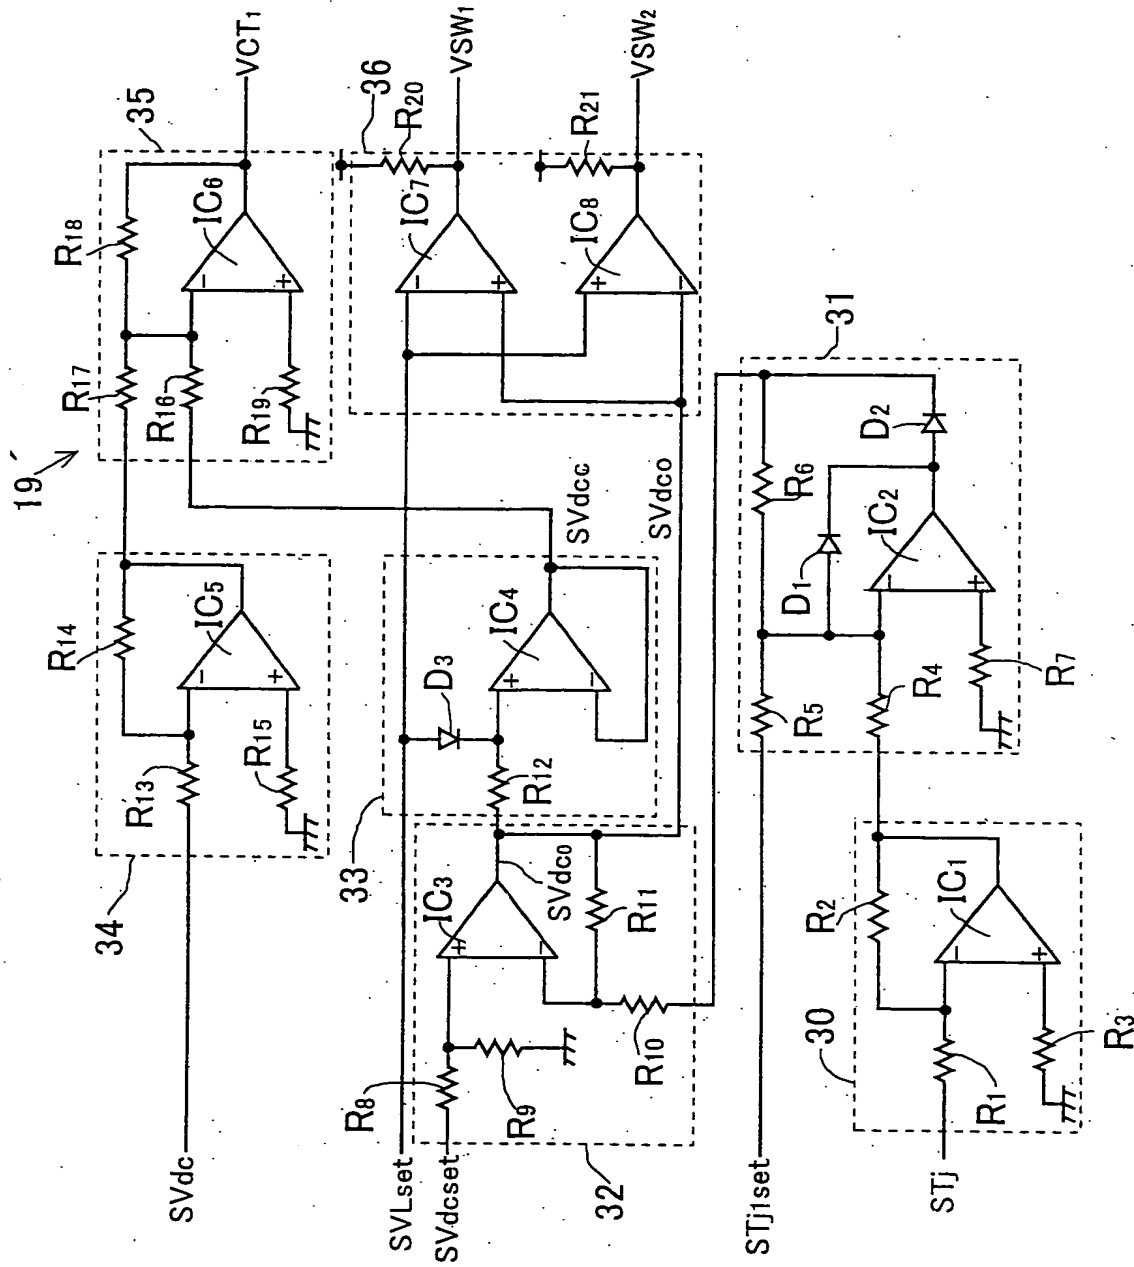 19´
34
SVdc
R13
R14
R15
IC5
−
+
35
R17
R18
R16
R19
IC6
−
+
VCT1
33
SVLset
D3
R12
IC4
+
−
SVdcc
SVdco
36
IC7
−
+
R20
VSW1
IC8
+
−
R21
VSW2
32
SVdcset
R8
R9
R10
R11
IC3
+
−
SVdco
31
STj1set
R5
R6
R4
R7
D1
D2
IC2
−
+
30
STj
R1
R2
R3
IC1
−
+